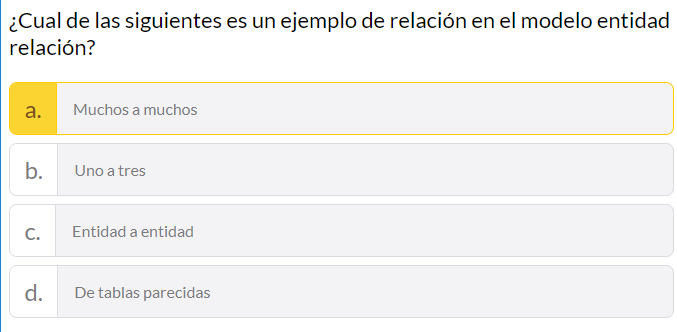 ¿Cual de las siguientes es un ejemplo de relación en el modelo entidad
relación?
a. Muchos a muchos
b. Uno a tres
c. Entidad a entidad
d. De tablas parecidas